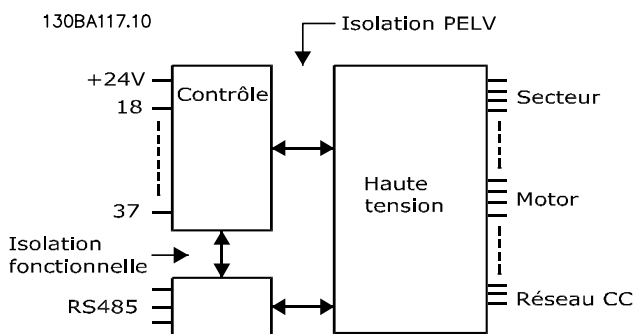 130BA117.10
Isolation PELV
+24V
Contrôle
18
Secteur
Haute
tension
37
Motor
Isolation
fonctionnelle
RS485
Réseau CC